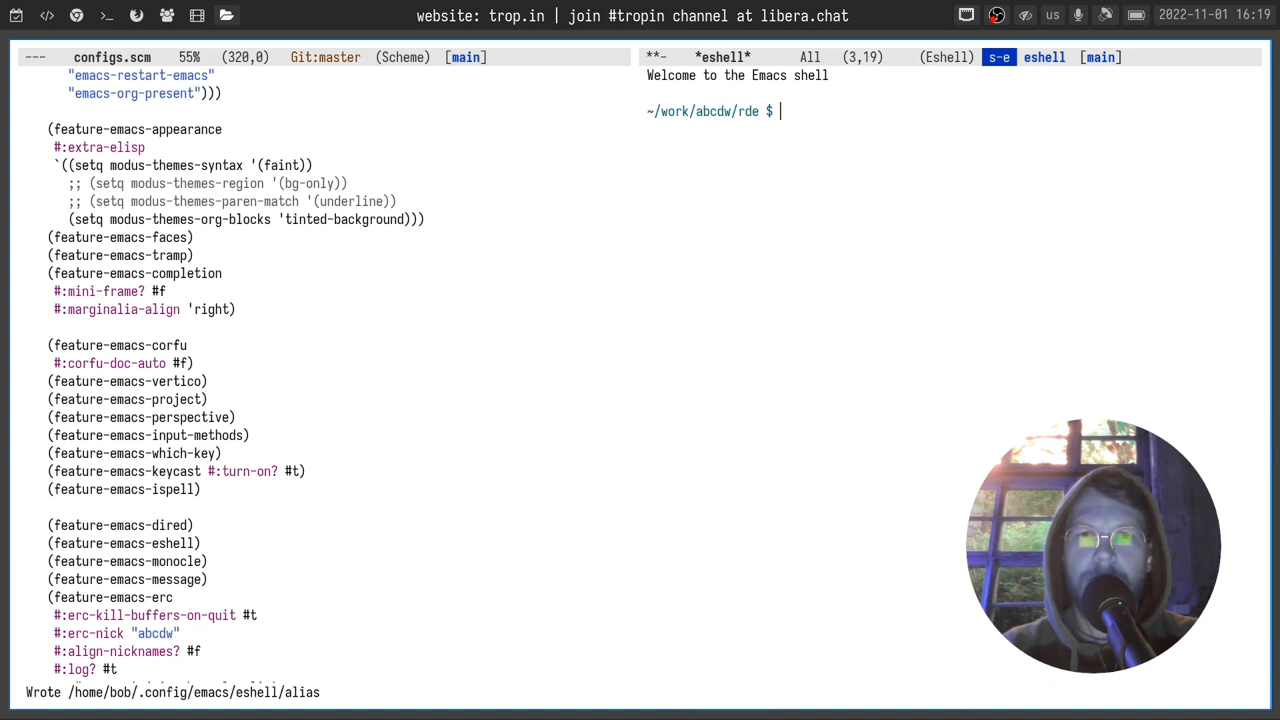 website: trop.in | join #tropin channel at libera.chat
us
2022-11-01 16:19
--- configs.scm 55% (320,0) Git:master (Scheme) [main]
"emacs-restart-emacs"
"emacs-org-present")))
(feature-emacs-appearance
#:extra-elisp
`((setq modus-themes-syntax '(faint))
;; (setq modus-themes-region '(bg-only))
;; (setq modus-themes-paren-match '(underline))
(setq modus-themes-org-blocks 'tinted-background)))
(feature-emacs-faces)
(feature-emacs-tramp)
(feature-emacs-completion
#:mini-frame? #f
#:marginalia-align 'right)
(feature-emacs-corfu
#:corfu-doc-auto #f)
(feature-emacs-vertico)
(feature-emacs-project)
(feature-emacs-perspective)
(feature-emacs-input-methods)
(feature-emacs-which-key)
(feature-emacs-keycast #:turn-on? #t)
(feature-emacs-ispell)
(feature-emacs-dired)
(feature-emacs-eshell)
(feature-emacs-monocle)
(feature-emacs-message)
(feature-emacs-erc
#:erc-kill-buffers-on-quit #t
#:erc-nick "abcdw"
#:align-nicknames? #f
#:log? #t
Wrote /home/bob/.config/emacs/eshell/alias
**- *eshell* All (3,19) (Eshell) s-e eshell [main]
Welcome to the Emacs shell
~/work/abcdw/rde $